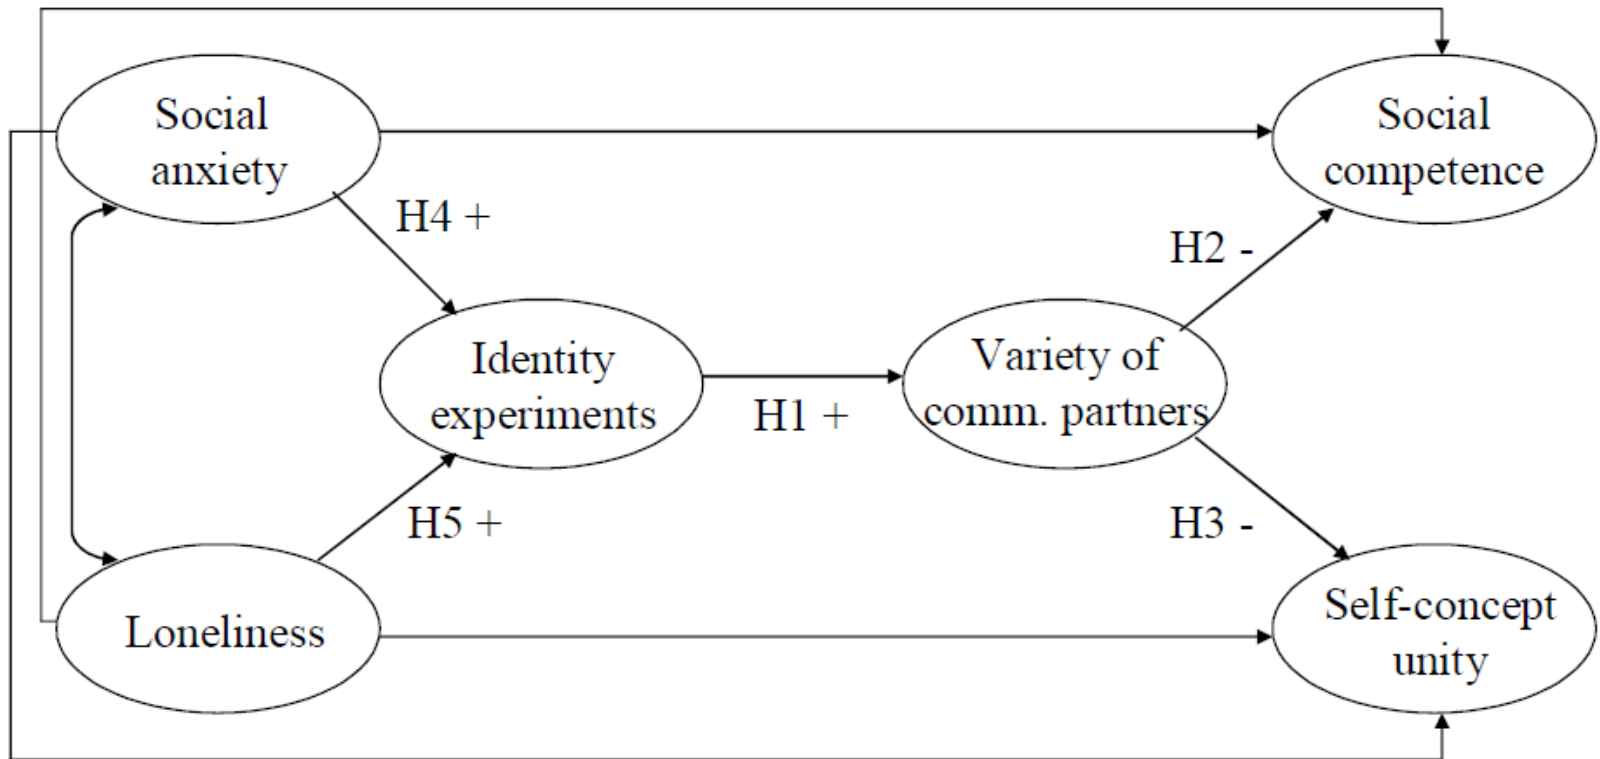 Social
anxiety
Social
competence
H4 +
H2 -
Identity
experiments
Variety of
comm. partners
H1 +
H5 +
H3 -
Loneliness
Self-concept
unity